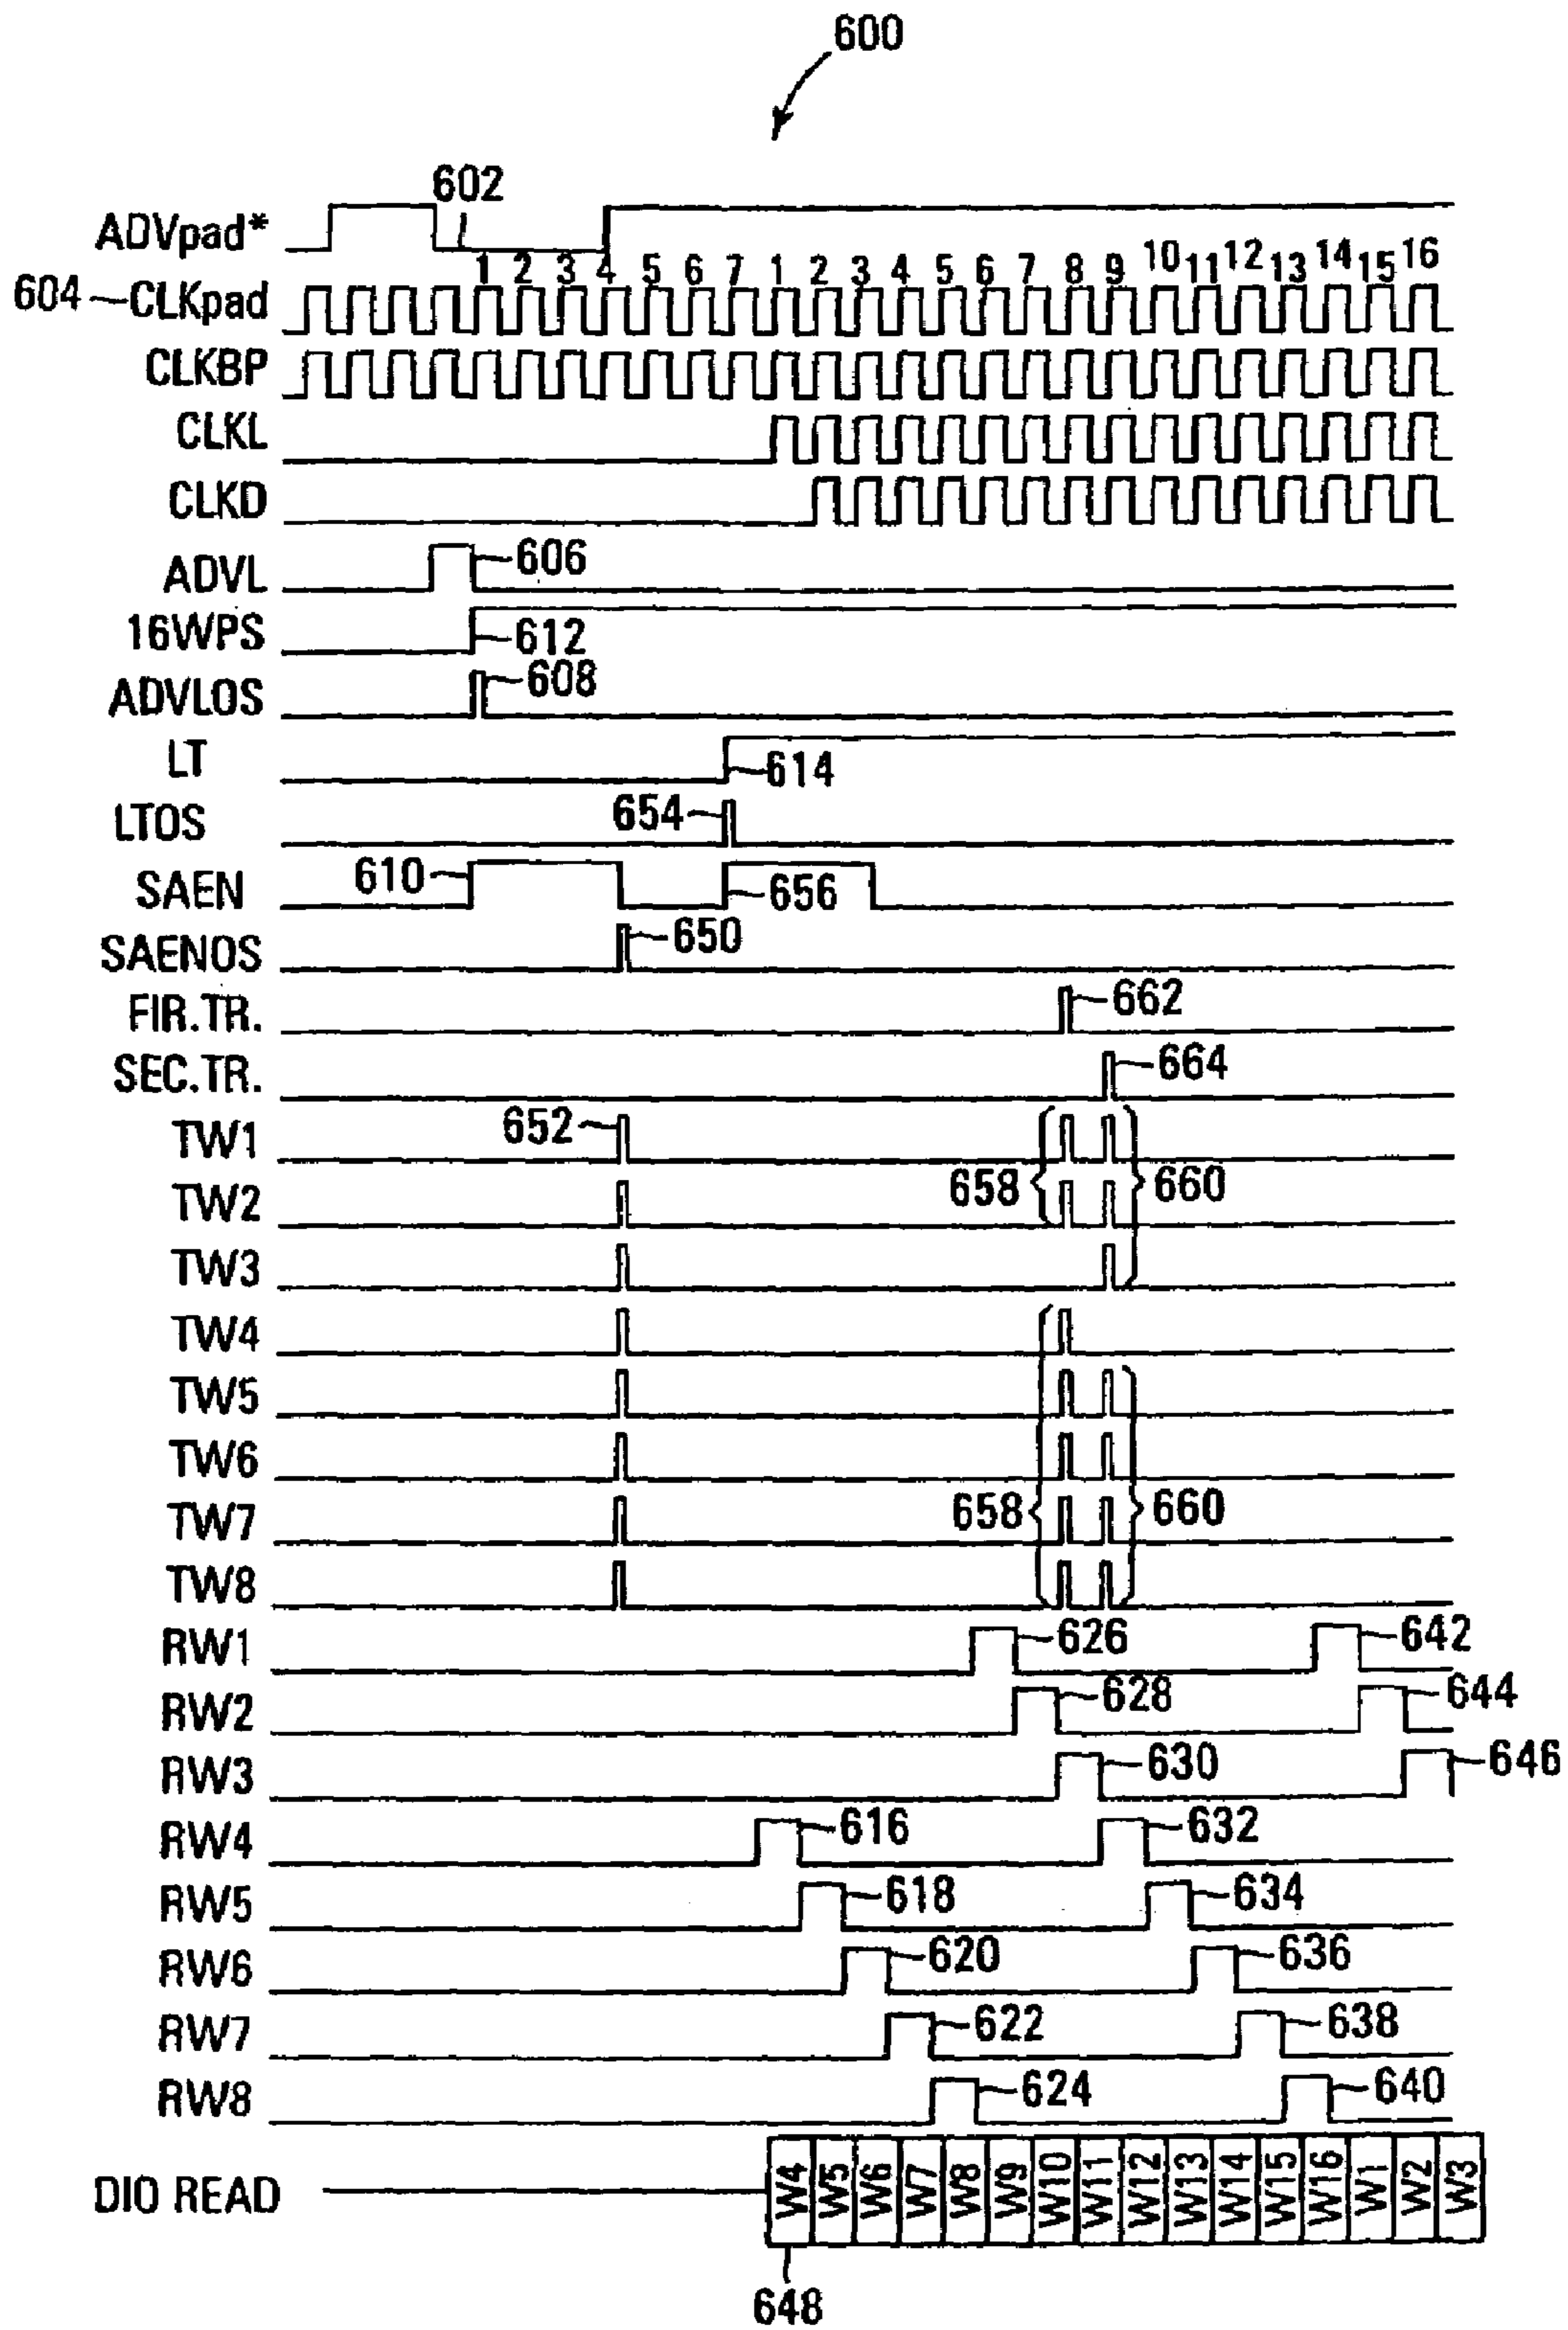 600
602
ADVpad*
1 2 3 4 5 6 7 1 2 3 4 5 6 7 8 9 10 11 12 13 14 15 16
604 CLKpad
CLKBP
CLKL
CLKD
ADVL 606
16WPS 612
ADVLOS 608
LT 614
LTOS 654
SAEN 610 656
SAENOS 650
FIR.TR. 662
SEC.TR. 664
TW1 652
TW2 658 660
TW3
TW4
TW5
TW6
TW7 658 660
TW8
RW1 626 642
RW2 628 644
RW3 630 646
RW4 616 632
RW5 618 634
RW6 620 636
RW7 622 638
RW8 624 640
DIO READ W4 W5 W6 W7 W8 W9 W10 W11 W12 W13 W14 W15 W16 W1 W2 W3
648